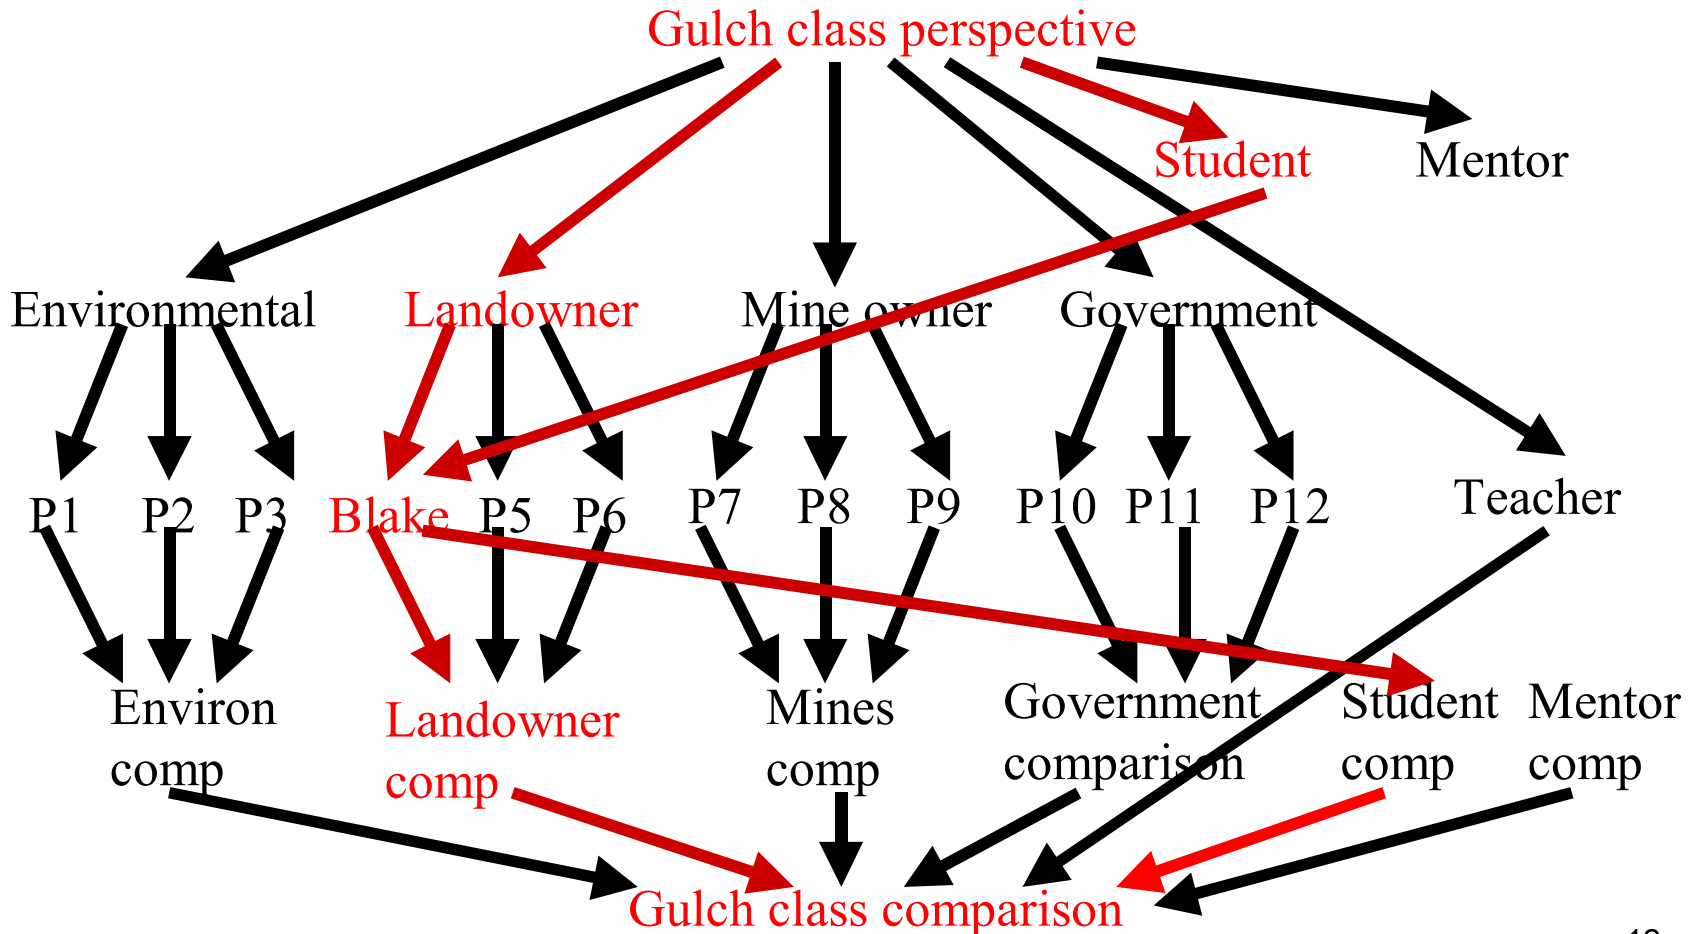 Gulch class perspective
Student
Mentor
Environmental
Landowner
Mine owner
Government
P1
P2
P3
Blake
P5
P6
P7
P8
P9
P10
P11
P12
Teacher
Environ
comp
Landowner
comp
Mines
comp
Government
comparison
Student
comp
Mentor
comp
Gulch class comparison